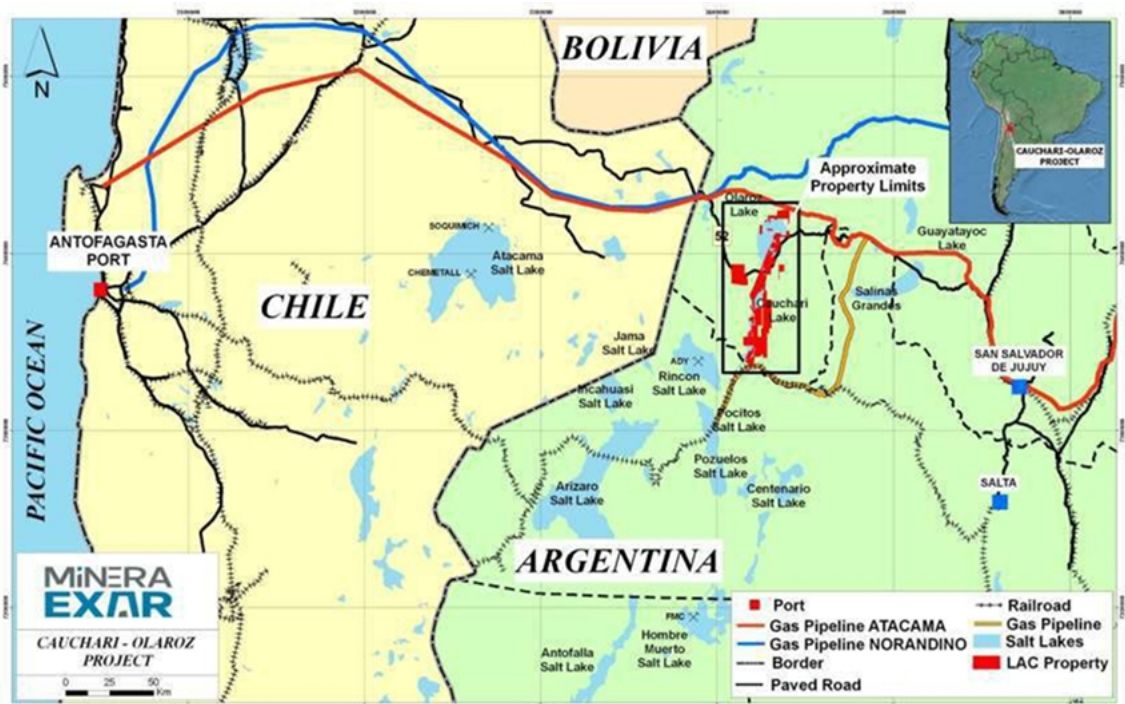 BOLIVIA
N
CAUCHARI-OLAROZ
PROJECT
Approximate
Property Limits
Olaroz
Lake
52
Guayatayoc
Lake
ANTOFAGASTA
PORT
SOQUIMICH
CHEMETALL
Atacama
Salt Lake
CHILE
Salinas
Grandes
Cauchari
Lake
PACIFIC OCEAN
Jama
Salt Lake
ADY
Rincon
Salt Lake
SAN SALVADOR
DE JUJUY
Incahuasi
Salt Lake
Pocitos
Salt Lake
Pozuelos
Salt Lake
Arizaro
Salt Lake
Centenario
Salt Lake
SALTA
ARGENTINA
MINERA
EXAR
CAUCHARI - OLAROZ
PROJECT
0 25 50
Km
FMC
Hombre
Muerto
Salt Lake
Antofalla
Salt Lake
Port
Gas Pipeline ATACAMA
Gas Pipeline NORANDINO
Border
Paved Road
Railroad
Gas Pipeline
Salt Lakes
LAC Property